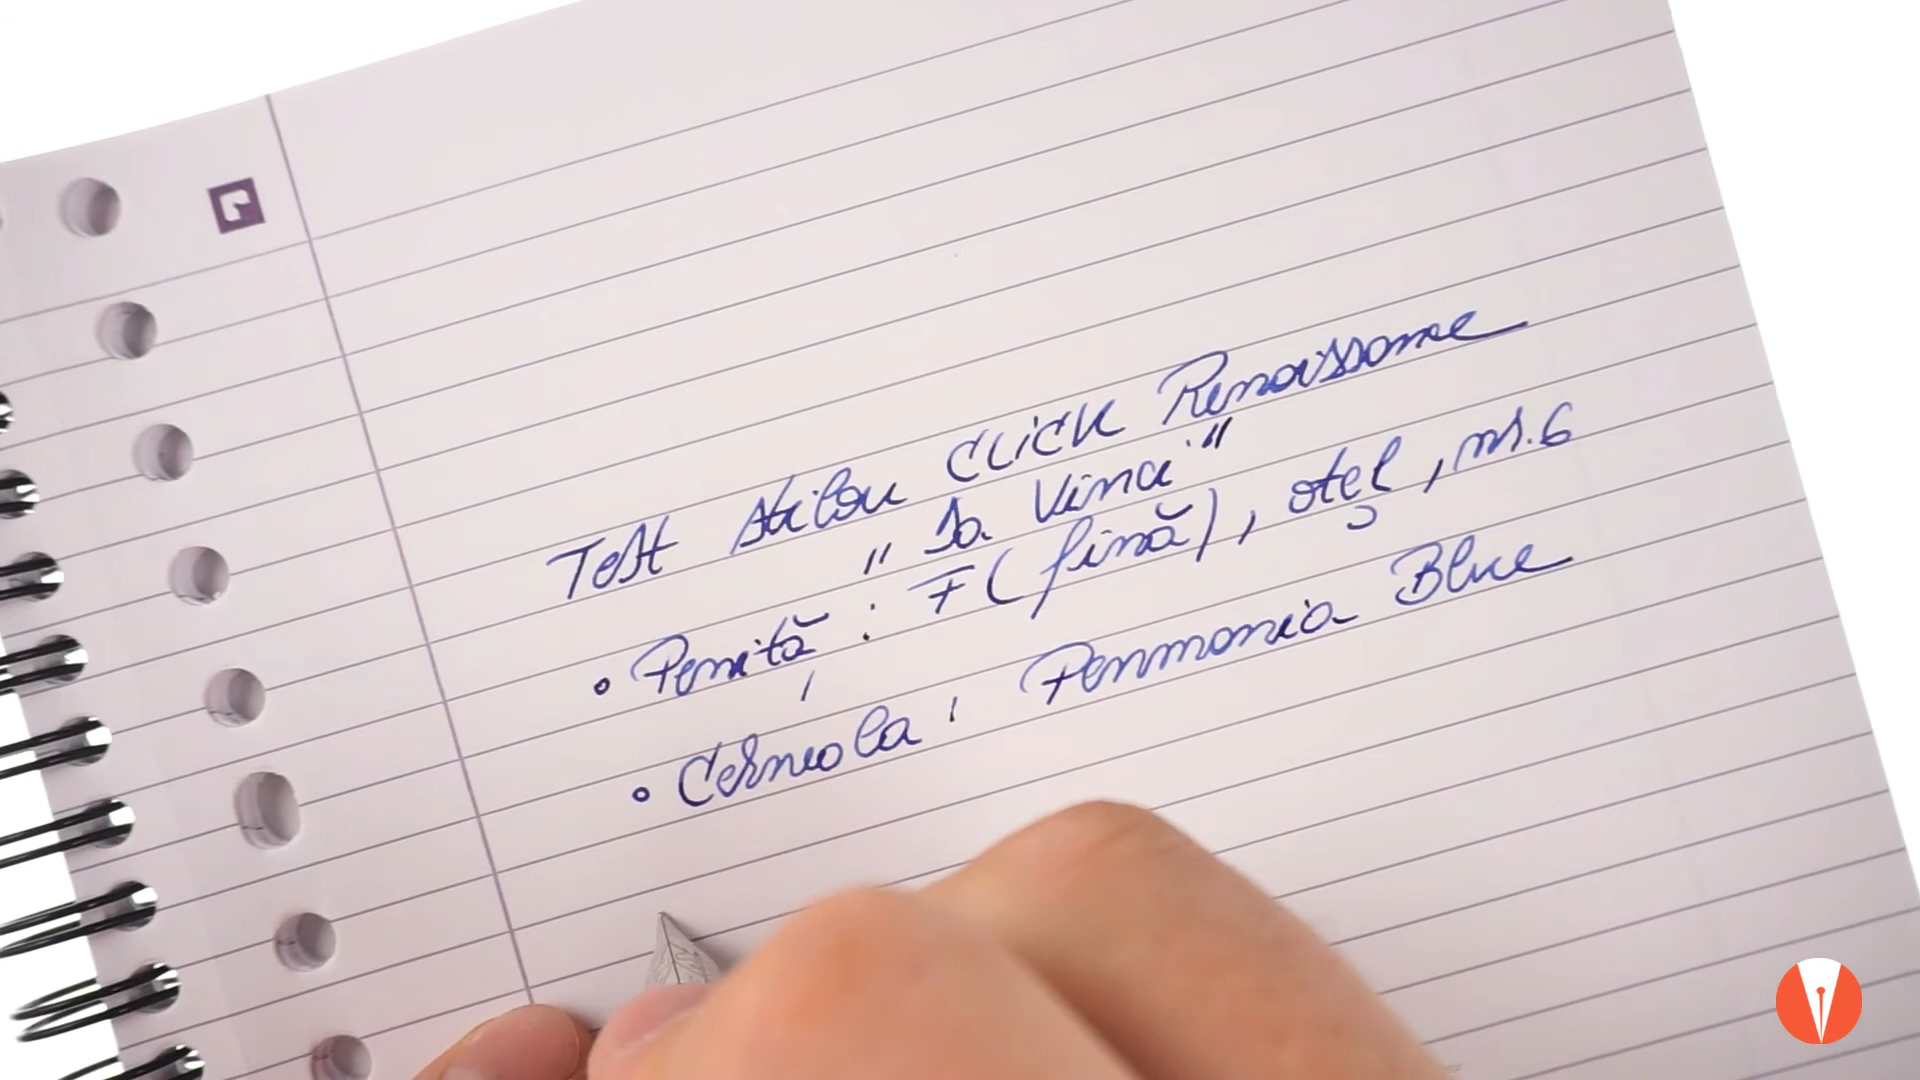 Test stilou Click Renaissance
"Da Vinci"
• Peniță : F (fină), oțel, nr. 6
• Cerneala : Penmania Blue